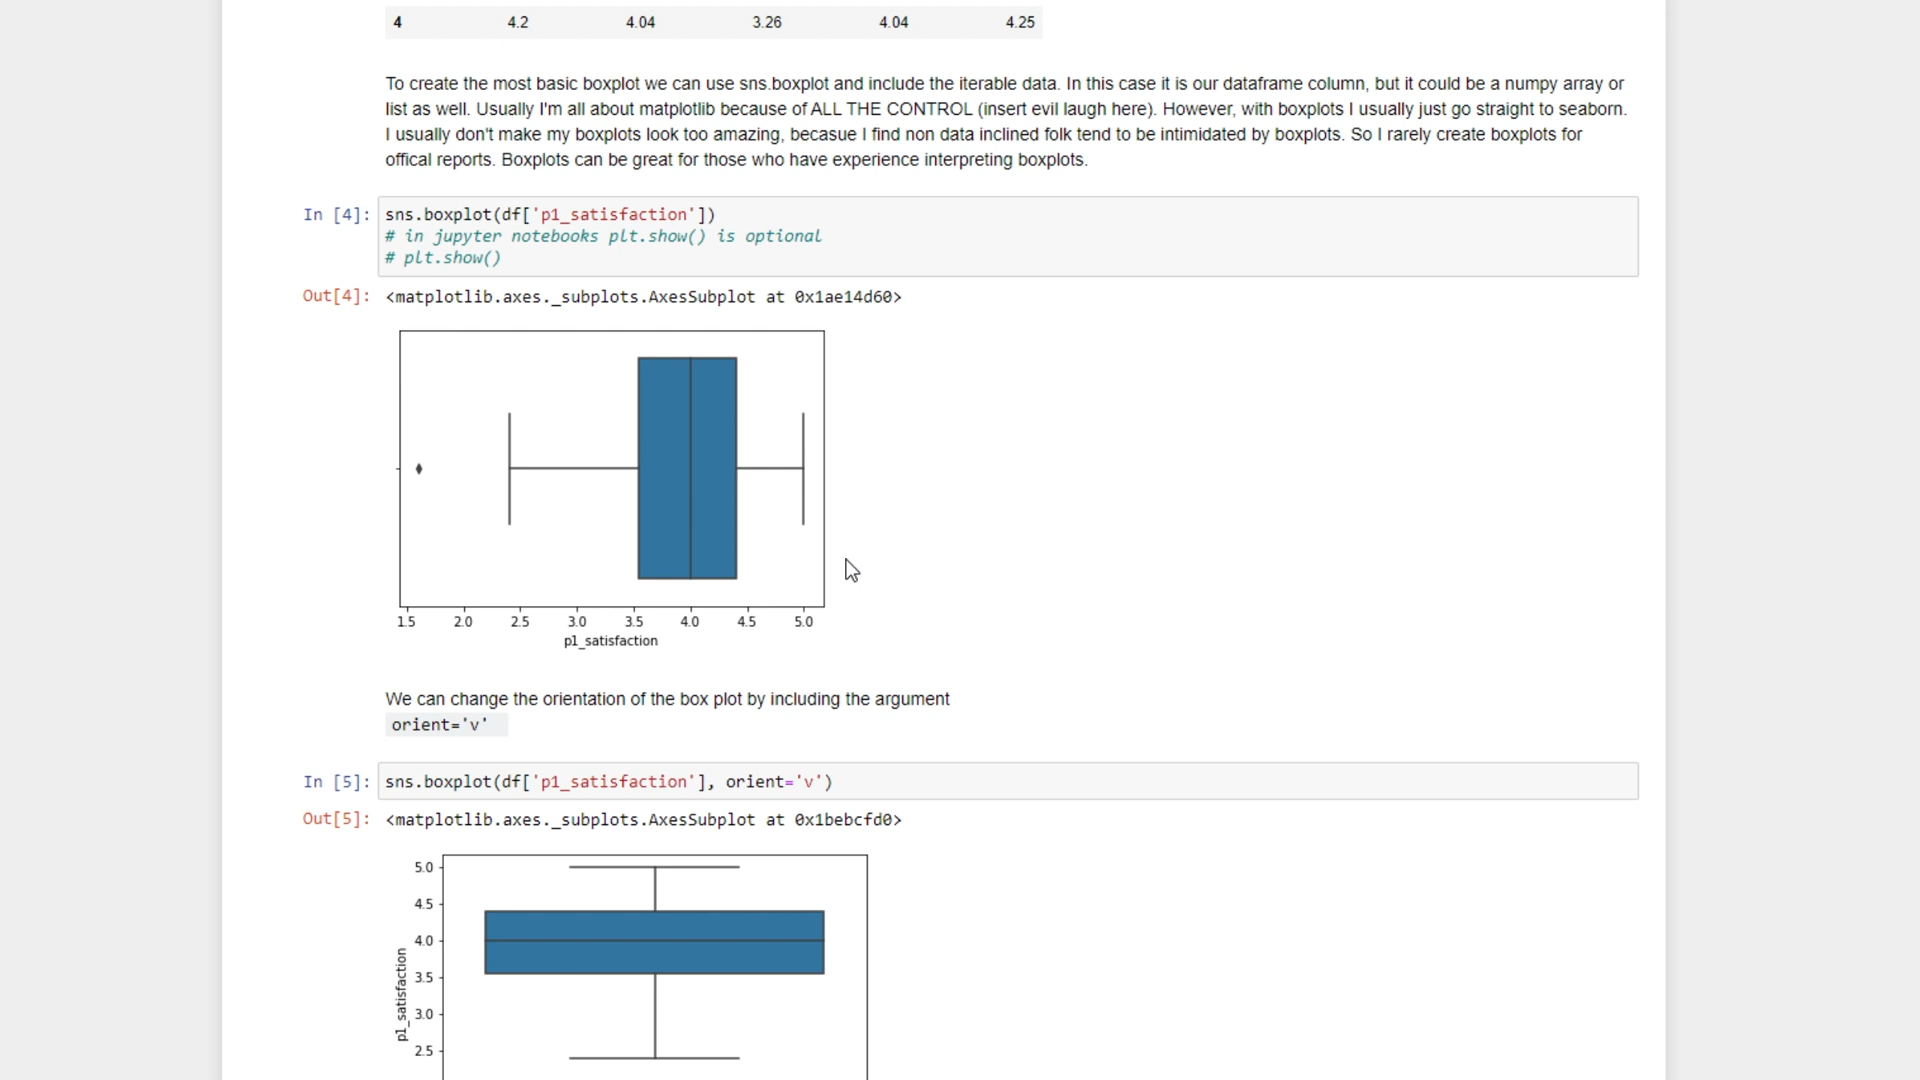 4 4.2 4.04 3.26 4.04 4.25
To create the most basic boxplot we can use sns.boxplot and include the iterable data. In this case it is our dataframe column, but it could be a numpy array or
list as well. Usually I'm all about matplotlib because of ALL THE CONTROL (insert evil laugh here). However, with boxplots I usually just go straight to seaborn.
I usually don't make my boxplots look too amazing, becasue I find non data inclined folk tend to be intimidated by boxplots. So I rarely create boxplots for
offical reports. Boxplots can be great for those who have experience interpreting boxplots.
In [4]: sns.boxplot(df['p1_satisfaction'])
# in jupyter notebooks plt.show() is optional
# plt.show()
Out[4]: <matplotlib.axes._subplots.AxesSubplot at 0x1ae14d60>
1.5 2.0 2.5 3.0 3.5 4.0 4.5 5.0
p1_satisfaction
We can change the orientation of the box plot by including the argument
orient='v'
In [5]: sns.boxplot(df['p1_satisfaction'], orient='v')
Out[5]: <matplotlib.axes._subplots.AxesSubplot at 0x1bebcfd0>
5.0
4.5
4.0
3.5
3.0
2.5
p1_satisfaction